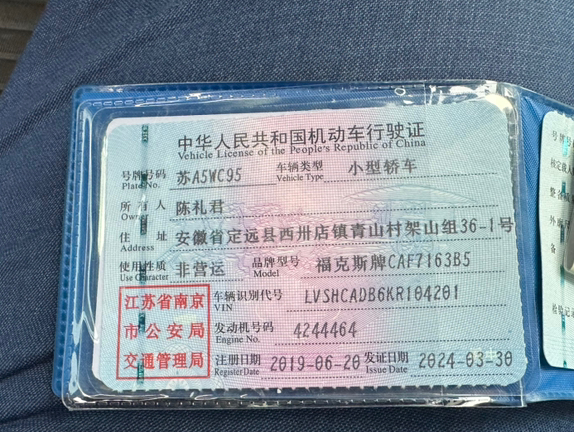 中华人民共和国机动车行驶证
Vehicle License of the People's Republic of China
号牌号码 Plate No. 苏A5WC95 车辆类型 Vehicle Type 小型轿车
所有人 Owner 陈礼君
住址 Address 安徽省定远县西卅店镇青山村架山组36-1号
使用性质 Use Character 非营运 品牌型号 Model 福克斯牌CAF7163B5
江苏省南京
市公安局
交通管理局
车辆识别代号 VIN LVSHCADB6KR104201
发动机号码 Engine No. 4244464
注册日期 Register Date 2019-06-20 发证日期 Issue Date 2024-03-30